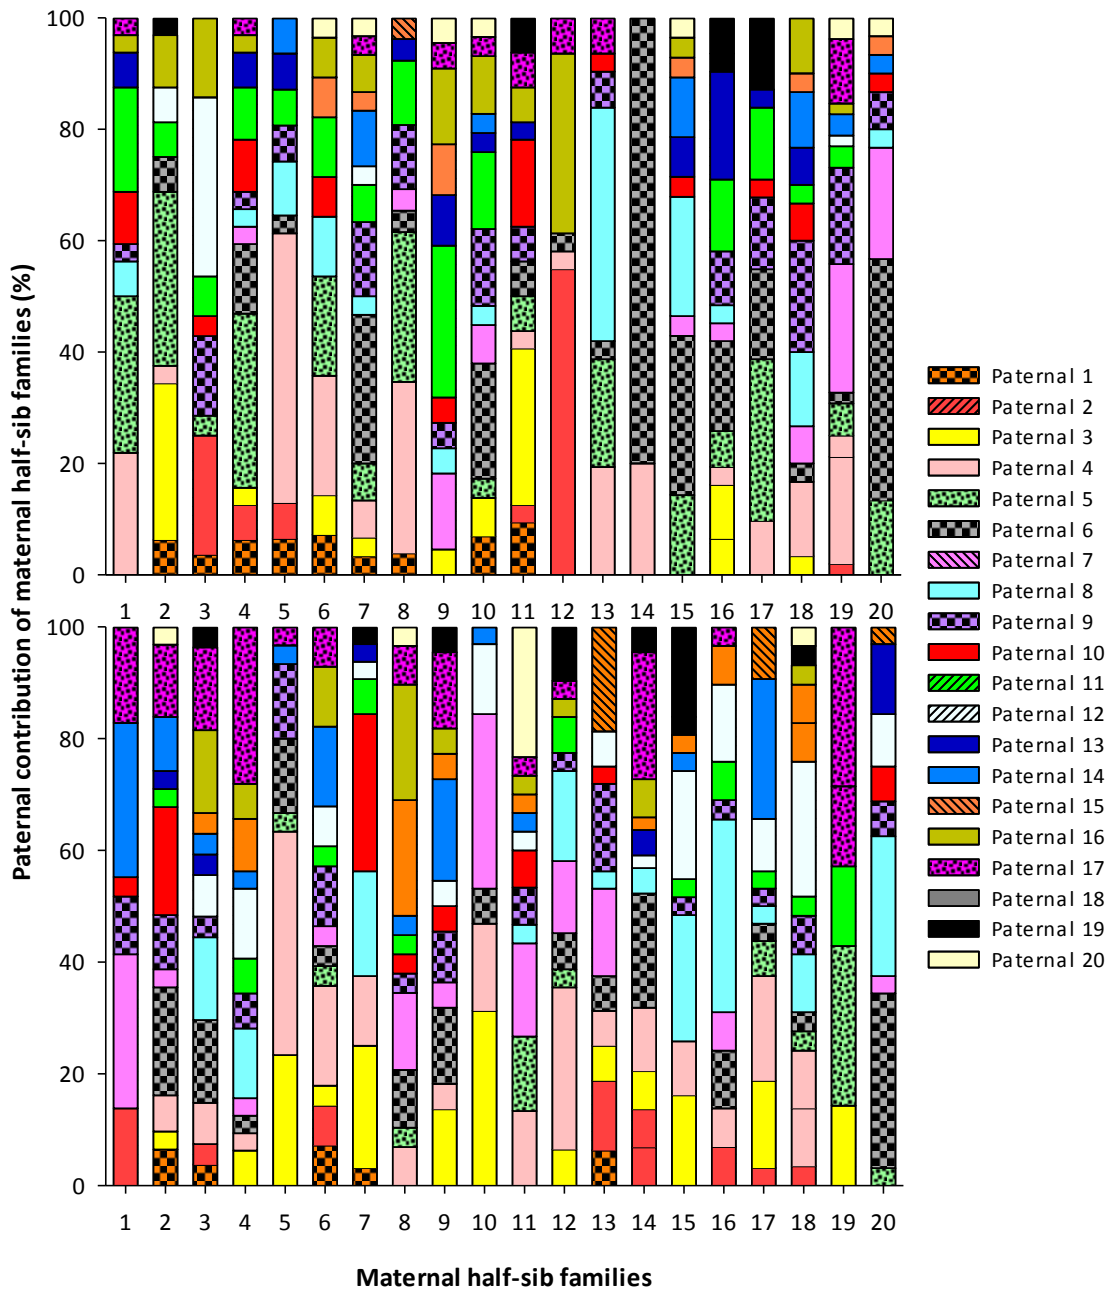 Paternal contribution of maternal half-sib families (%)
100
80
60
40
20
0
1 2 3 4 5 6 7 8 9 10 11 12 13 14 15 16 17 18 19 20
100
80
60
40
20
0
1 2 3 4 5 6 7 8 9 10 11 12 13 14 15 16 17 18 19 20
Maternal half-sib families
Paternal 1
Paternal 2
Paternal 3
Paternal 4
Paternal 5
Paternal 6
Paternal 7
Paternal 8
Paternal 9
Paternal 10
Paternal 11
Paternal 12
Paternal 13
Paternal 14
Paternal 15
Paternal 16
Paternal 17
Paternal 18
Paternal 19
Paternal 20